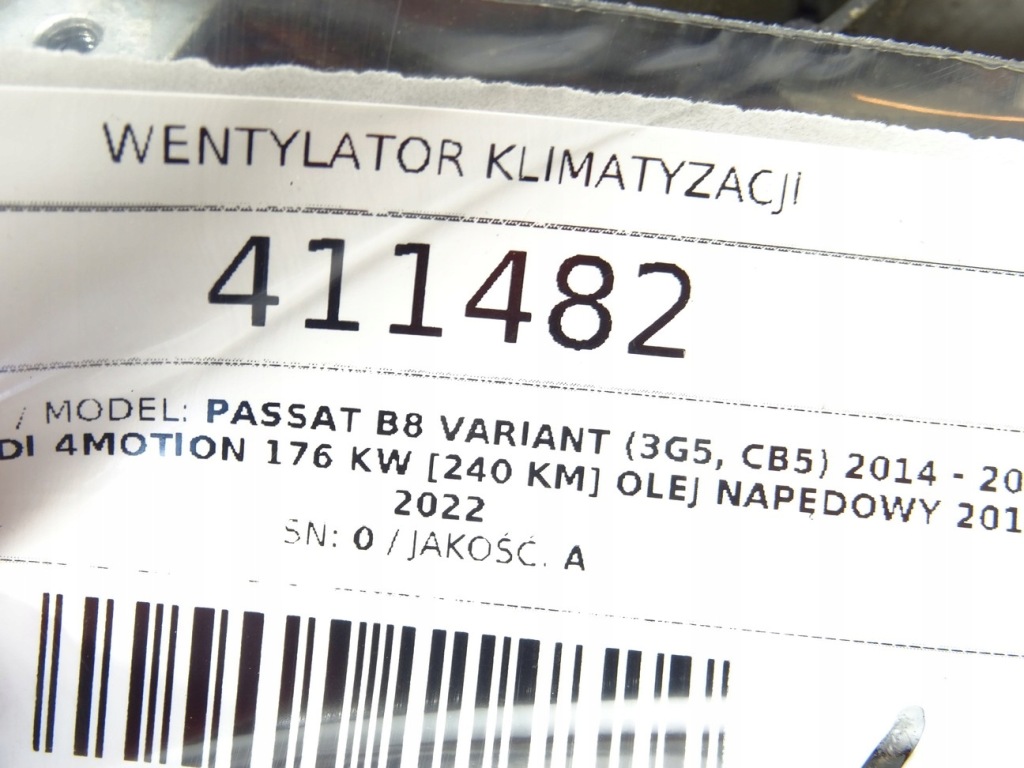 WENTYLATOR KLIMATYZACJI
411482
/ MODEL: PASSAT B8 VARIANT (3G5, CB5) 2014 - 20
DI 4MOTION 176 KW [240 KM] OLEJ NAPĘDOWY 201
2022
SN: 0 / JAKOŚĆ: A